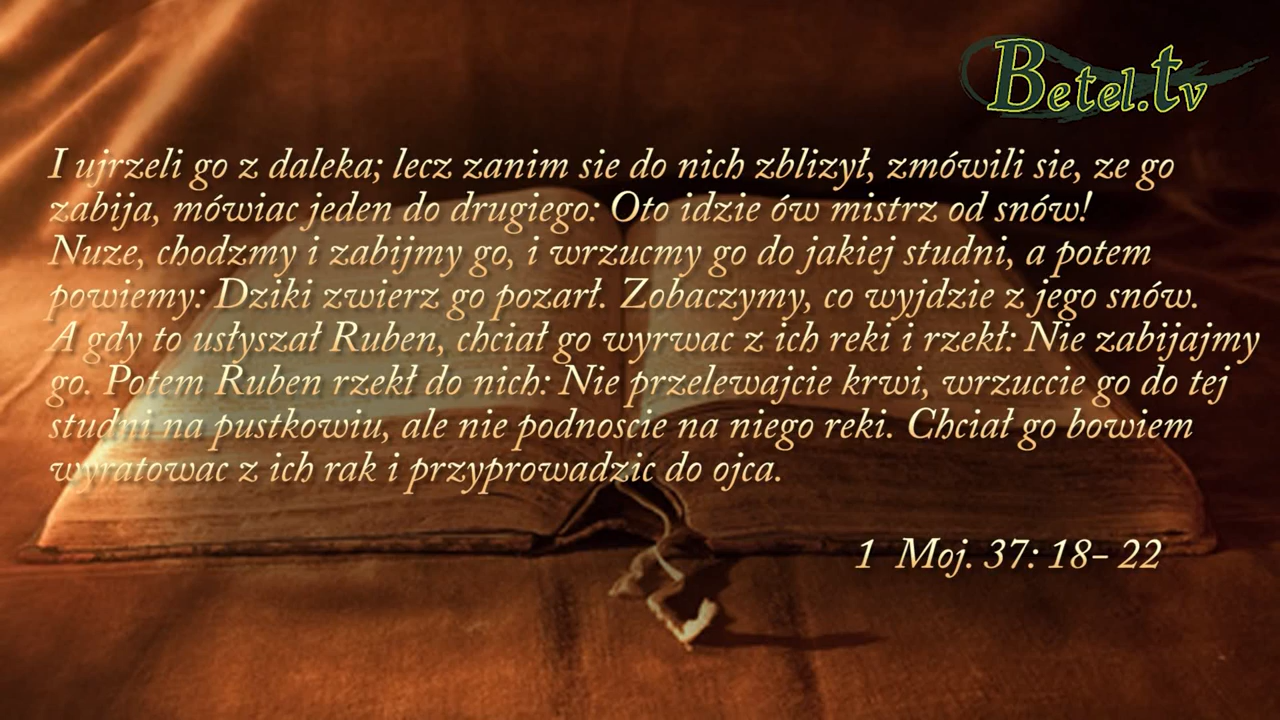 Betel.tv
I ujrzeli go z daleka; lecz zanim sie do nich zblizył, zmówili sie, ze go
zabija, mówiac jeden do drugiego: Oto idzie ów mistrz od snów!
Nuze, chodzmy i zabijmy go, i wrzucmy go do jakiej studni, a potem
powiemy: Dziki zwierz go pozarł. Zobaczymy, co wyjdzie z jego snów.
A gdy to usłyszał Ruben, chciał go wyrwac z ich reki i rzekł: Nie zabijajmy
go. Potem Ruben rzekł do nich: Nie przelewajcie krwi, wrzuccie go do tej
studni na pustkowiu, ale nie podnoscie na niego reki. Chciał go bowiem
wyratowac z ich rak i przyprowadzic do ojca.
1 Moj. 37: 18- 22